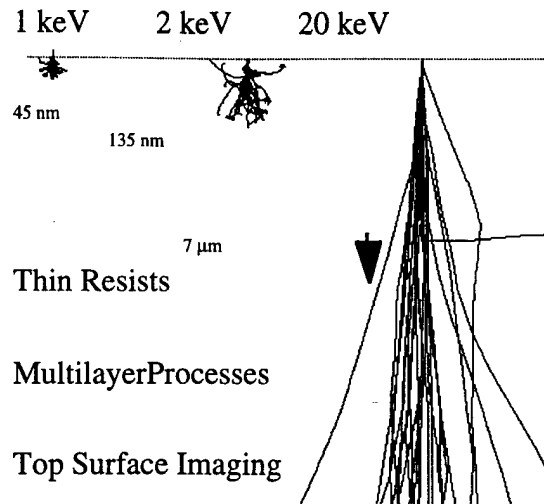 1 keV 2 keV 20 keV
45 nm
135 nm
7 μm
Thin Resists
MultilayerProcesses
Top Surface Imaging